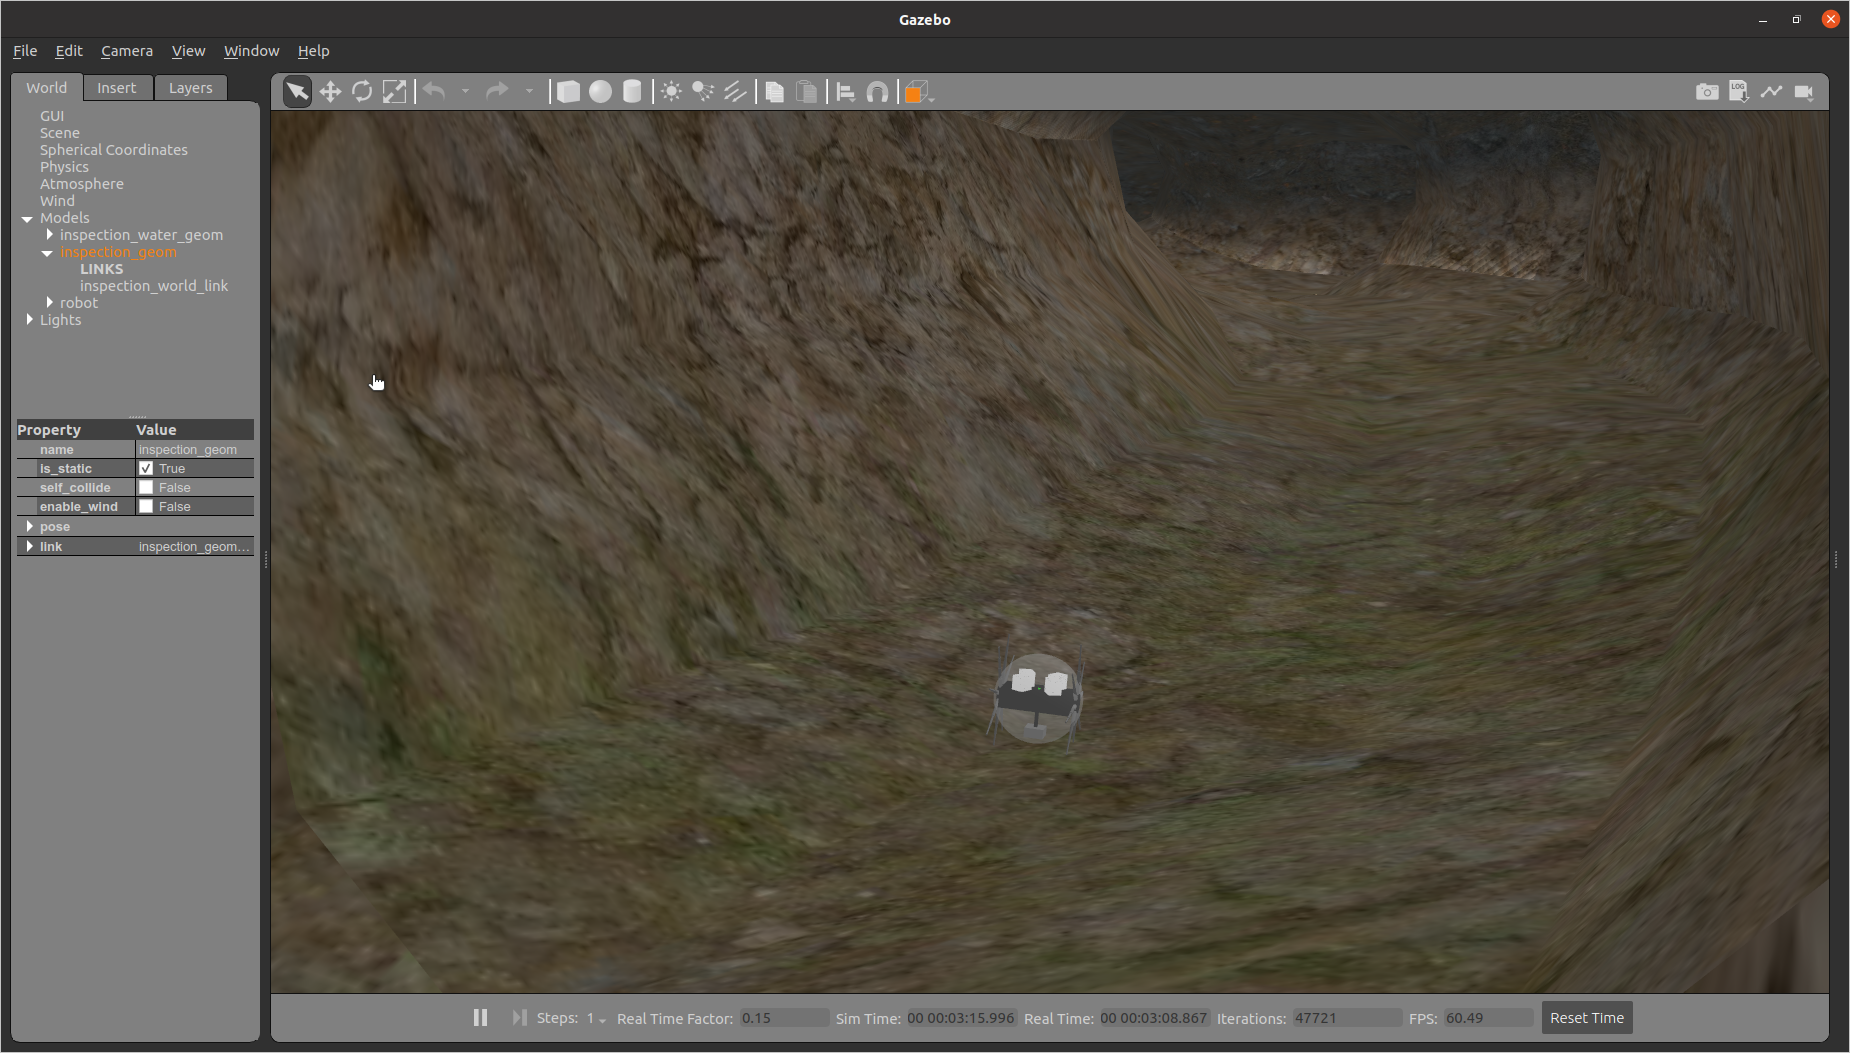 Gazebo
File Edit Camera View Window Help
World Insert Layers
GUI
Scene
Spherical Coordinates
Physics
Atmosphere
Wind
Models
inspection_water_geom
inspection_geom
LINKS
inspection_world_link
robot
Lights
Property Value
name inspection_geom
is_static True
self_collide False
enable_wind False
pose
link inspection_geom...
LOG
Steps: 1 Real Time Factor: 0.15 Sim Time: 00 00:03:15.996 Real Time: 00 00:03:08.867 Iterations: 47721 FPS: 60.49 Reset Time